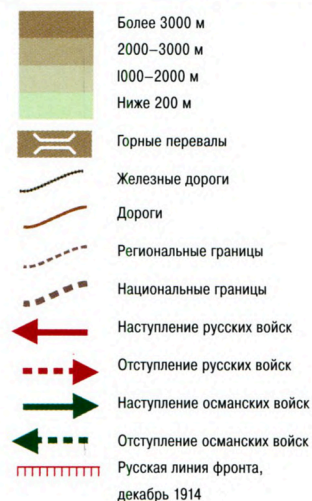 Более 3000 м
2000–3000 м
I000–2000 м
Ниже 200 м
Горные перевалы
Железные дороги
Дороги
Региональные границы
Национальные границы
Наступление русских войск
Отступление русских войск
Наступление османских войск
Отступление османских войск
Русская линия фронта,
декабрь 1914